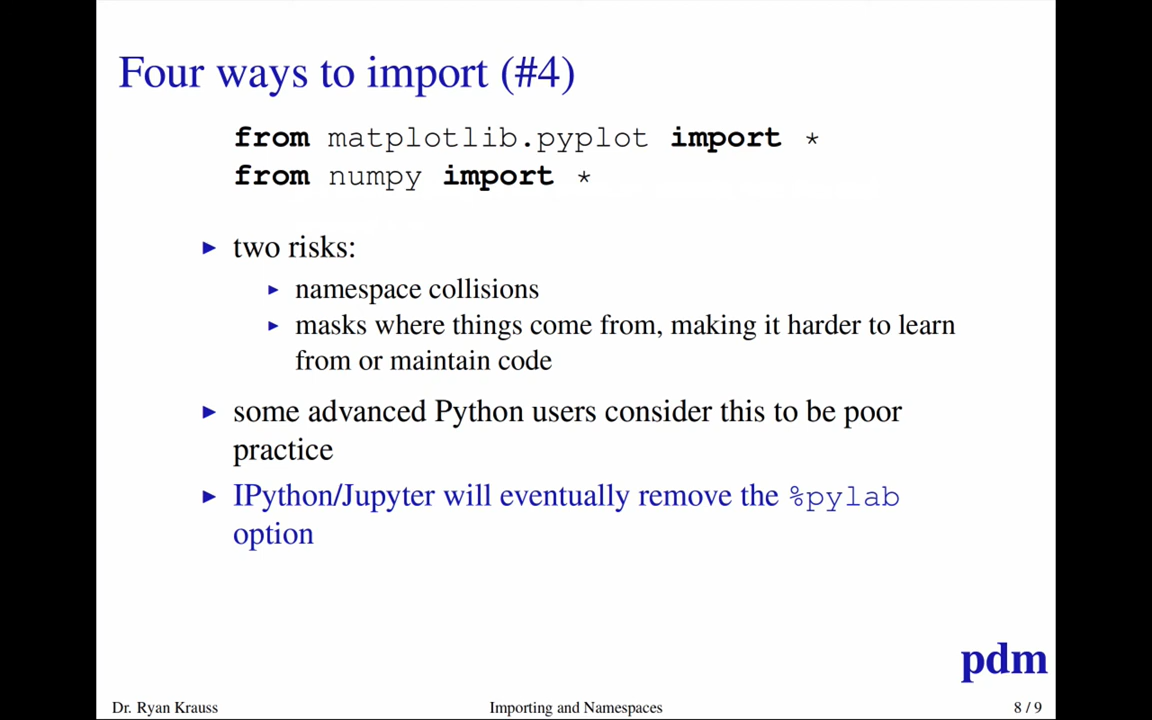 Four ways to import (#4)
from matplotlib.pyplot import *
from numpy import *
▶ two risks:
▶ namespace collisions
▶ masks where things come from, making it harder to learn
from or maintain code
▶ some advanced Python users consider this to be poor
practice
▶ IPython/Jupyter will eventually remove the %pylab
option
pdm
Dr. Ryan Krauss Importing and Namespaces 8 / 9